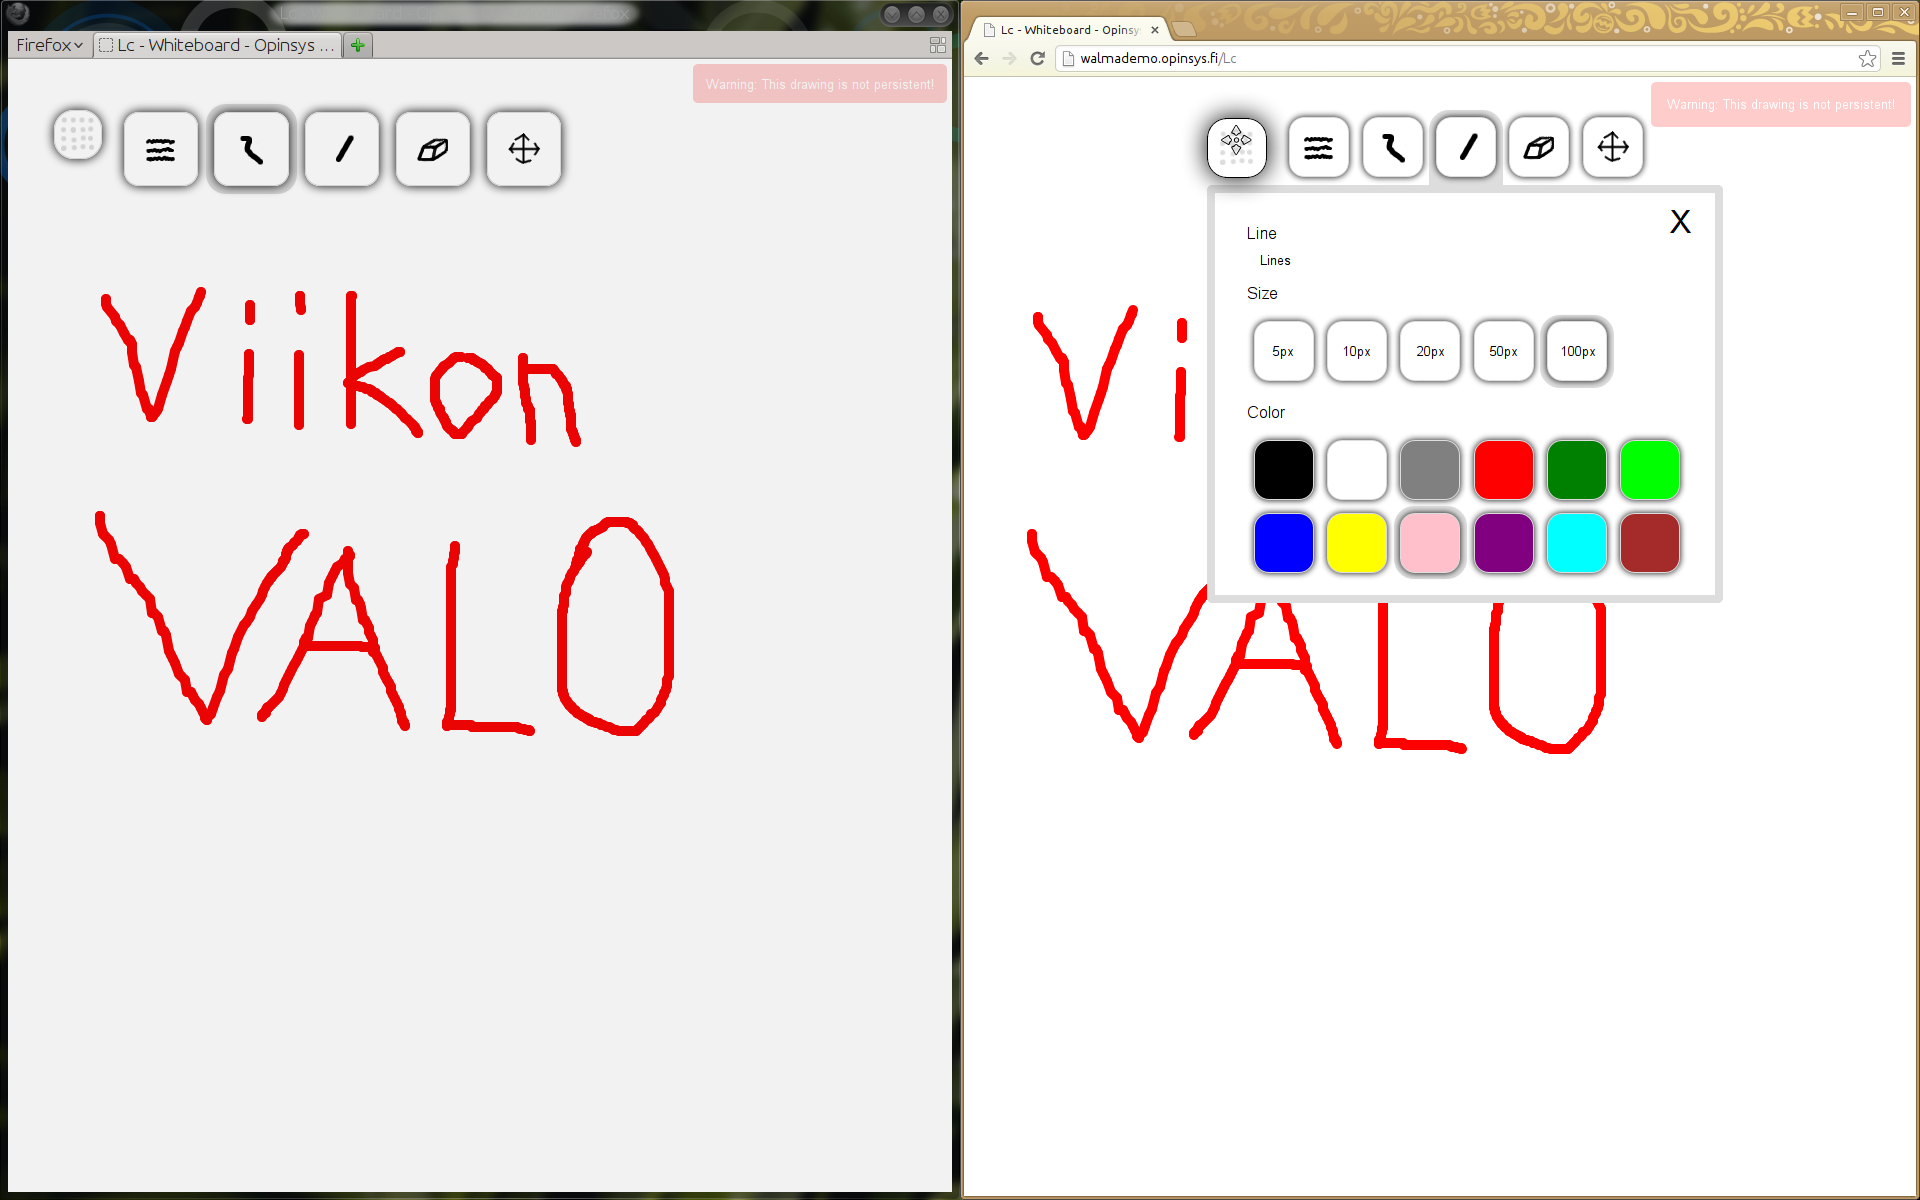 Firefox
Lc - Whiteboard - Opinsys ...
Warning: This drawing is not persistent!
Viikon
VALO
Lc - Whiteboard - Opinsy
walmademo.opinsys.fi/Lc
Warning: This drawing is not persistent!
X
Line
Lines
Size
5px 10px 20px 50px 100px
Color
Vi
VALO